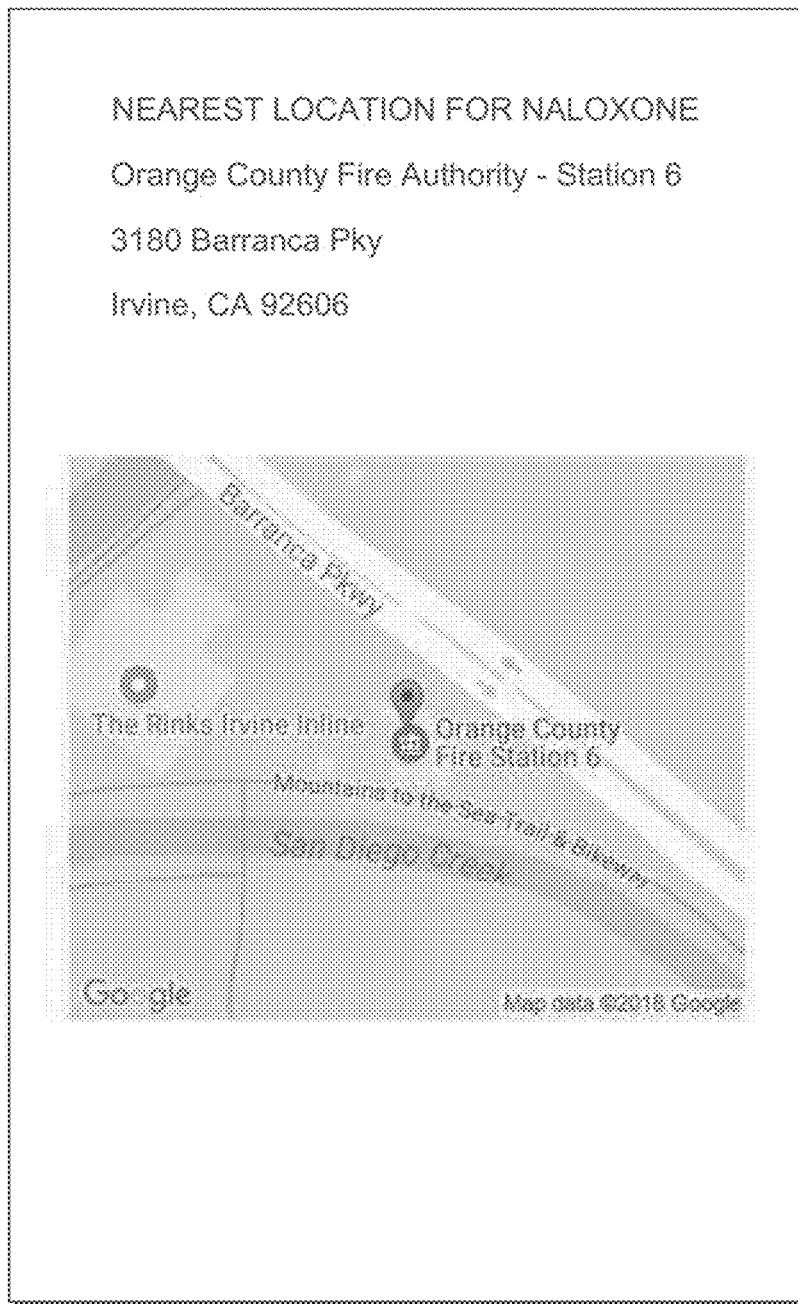 NEAREST LOCATION FOR NALOXONE
Orange County Fire Authority - Station 6
3180 Barranca Pky
Irvine, CA 92606
Barranca Pkwy
The Rinks Irvine Inline
Orange County
Fire Station 6
Mountains to the Sea Trail & Bikeway
San Diego Creek
Google
Map data ©2018 Google